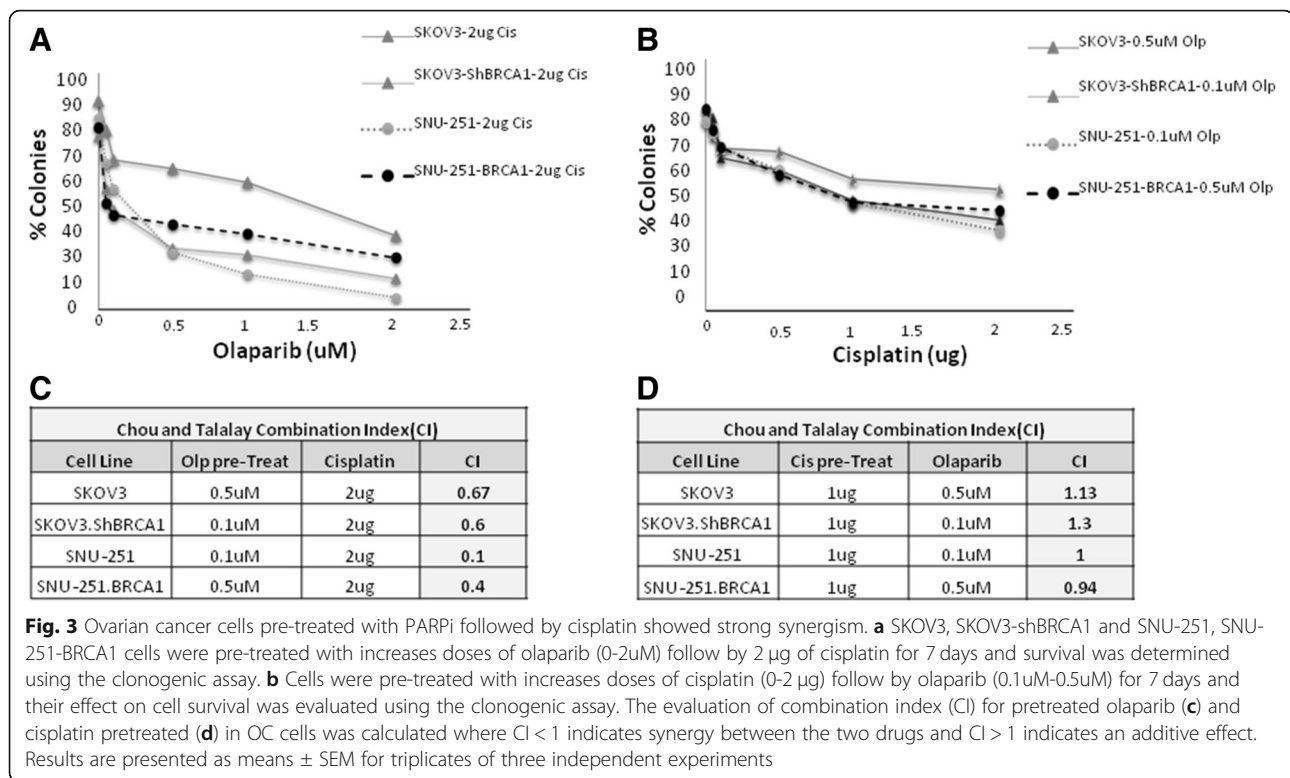 A
SKOV3-2ug Cis
SKOV3-ShBRCA1-2ug Cis
SNU-251-2ug Cis
SNU-251-BRCA1-2ug Cis
% Colonies
100
90
80
70
60
50
40
30
10
0
0 0.5 1 1.5 2 2.5
Olaparib (uM)
B
SKOV3-0.5uM Olp
SKOV3-ShBRCA1-0.1uM Olp
SNU-251-0.1uM Olp
SNU-251-BRCA1-0.5uM Olp
% Colonies
100
90
80
70
60
50
40
30
10
0
0 0.5 1 1.5 2 2.5
Cisplatin (ug)
C
Chou and Talalay Combination Index(CI)
Cell Line Olp pre-Treat Cisplatin CI
SKOV3 0.5uM 2ug 0.67
SKOV3.ShBRCA1 0.1uM 2ug 0.6
SNU-251 0.1uM 2ug 0.1
SNU-251.BRCA1 0.5uM 2ug 0.4
D
Chou and Talalay Combination Index(CI)
Cell Line Cis pre-Treat Olaparib CI
SKOV3 1ug 0.5uM 1.13
SKOV3.ShBRCA1 1ug 0.1uM 1.3
SNU-251 1ug 0.1uM 1
SNU-251.BRCA1 1ug 0.5uM 0.94
Fig. 3 Ovarian cancer cells pre-treated with PARPi followed by cisplatin showed strong synergism. a SKOV3, SKOV3-shBRCA1 and SNU-251, SNU-
251-BRCA1 cells were pre-treated with increases doses of olaparib (0-2uM) follow by 2 μg of cisplatin for 7 days and survival was determined
using the clonogenic assay. b Cells were pre-treated with increases doses of cisplatin (0-2 μg) follow by olaparib (0.1uM-0.5uM) for 7 days and
their effect on cell survival was evaluated using the clonogenic assay. The evaluation of combination index (CI) for pretreated olaparib (c) and
cisplatin pretreated (d) in OC cells was calculated where CI < 1 indicates synergy between the two drugs and CI > 1 indicates an additive effect.
Results are presented as means ± SEM for triplicates of three independent experiments